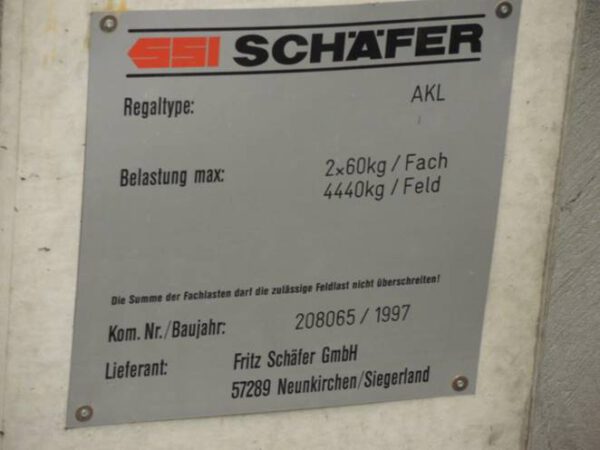 SSI SCHÄFER
Regaltype: AKL
Belastung max: 2x60kg / Fach
4440kg / Feld
Die Summe der Fachlasten darf die zulässige Feldlast nicht überschreiten!
Kom. Nr./Baujahr: 208065 / 1997
Lieferant: Fritz Schäfer GmbH
57289 Neunkirchen/Siegerland